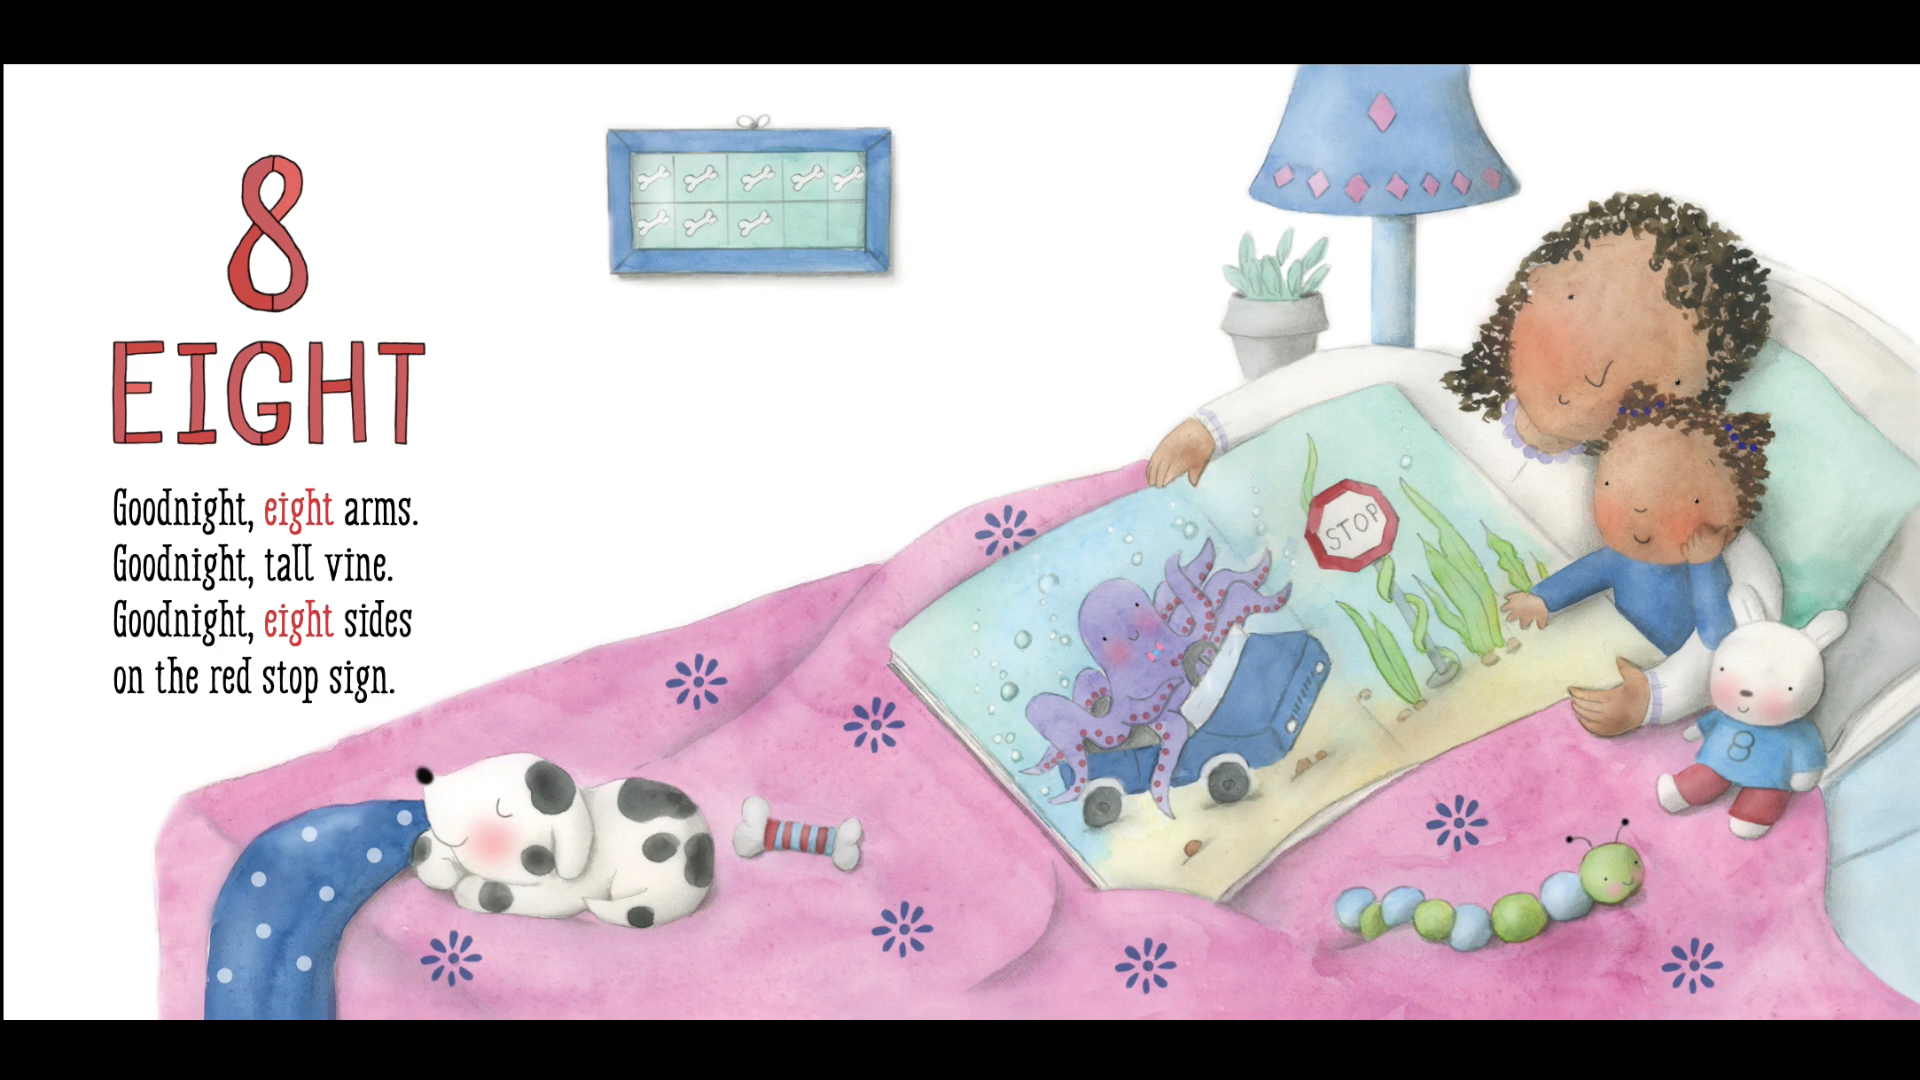 8
EIGHT
Goodnight, eight arms.
Goodnight, tall vine.
Goodnight, eight sides
on the red stop sign.
STOP
8